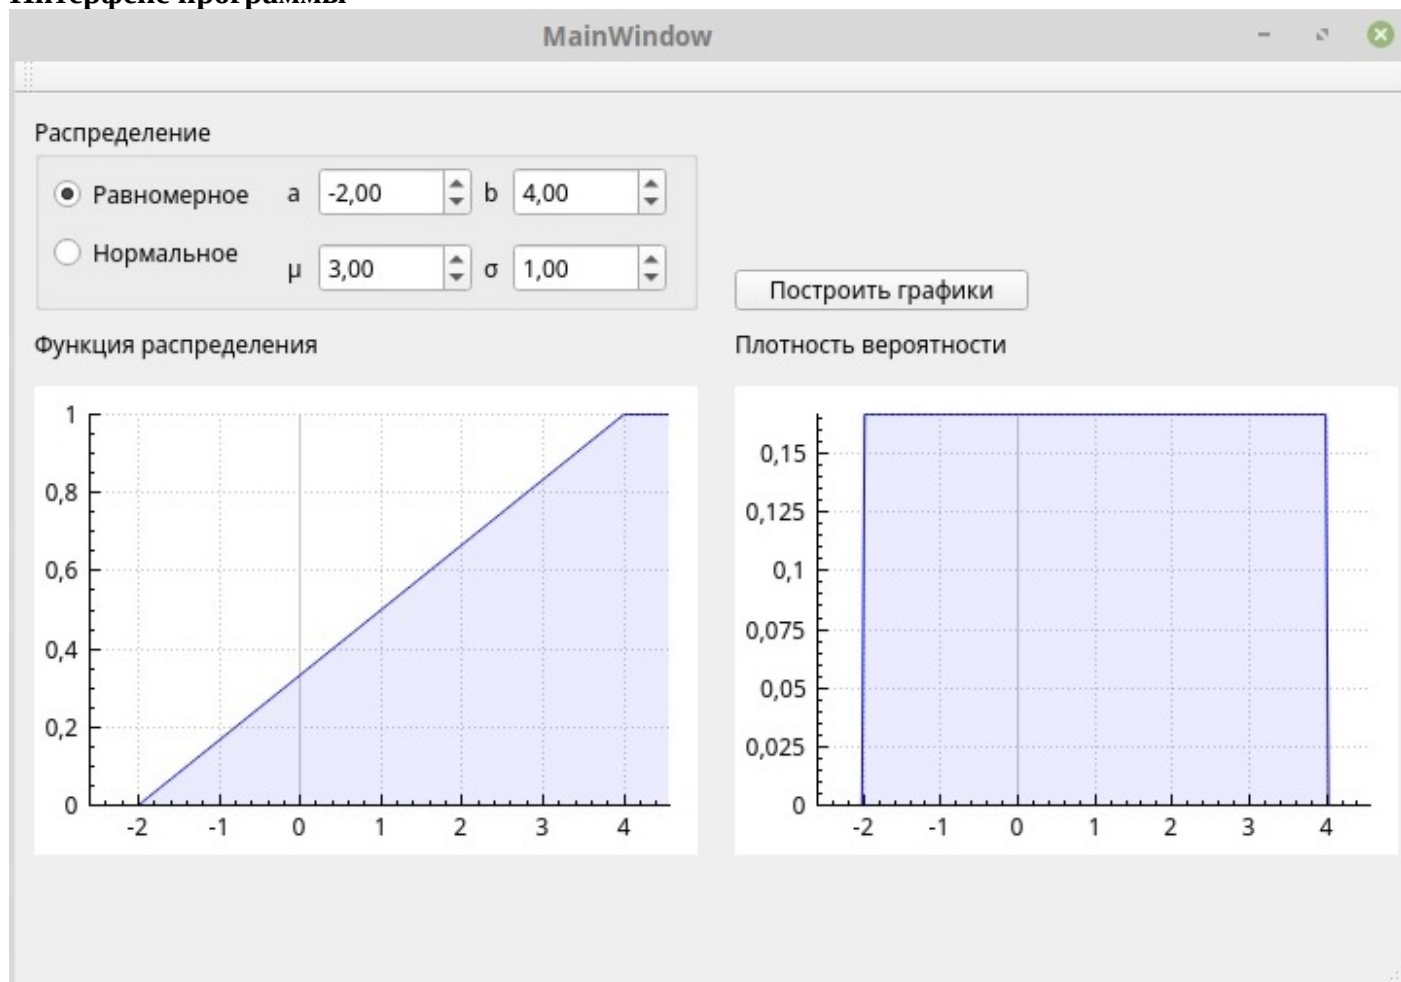 Интерфейс программы
MainWindow
Распределение
Равномерное a -2,00 b 4,00
Нормальное μ 3,00 σ 1,00
Построить графики
Функция распределения
Плотность вероятности
1
0,8
0,6
0,4
0,2
0
-2 -1 0 1 2 3 4
0,15
0,125
0,1
0,075
0,05
0,025
0
-2 -1 0 1 2 3 4